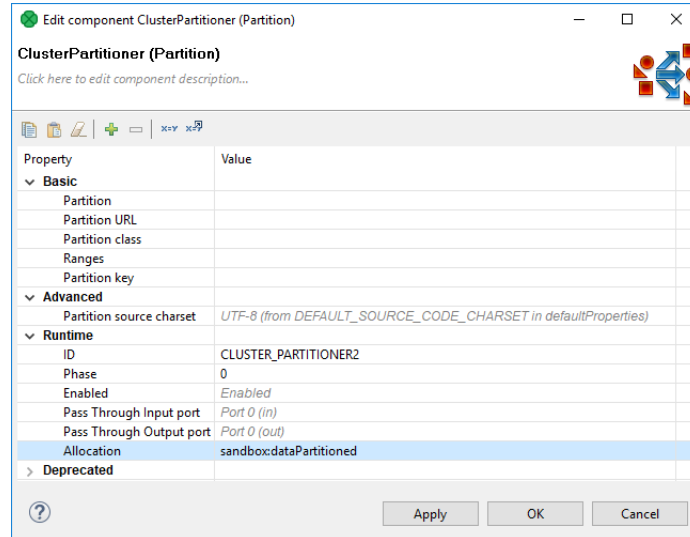 Edit component ClusterPartitioner (Partition)
ClusterPartitioner (Partition)
Click here to edit component description...
x=y x=?
Property Value
Basic
Partition
Partition URL
Partition class
Ranges
Partition key
Advanced
Partition source charset UTF-8 (from DEFAULT_SOURCE_CODE_CHARSET in defaultProperties)
Runtime
ID CLUSTER_PARTITIONER2
Phase 0
Enabled Enabled
Pass Through Input port Port 0 (in)
Pass Through Output port Port 0 (out)
Allocation sandbox:dataPartitioned
Deprecated
? Apply OK Cancel